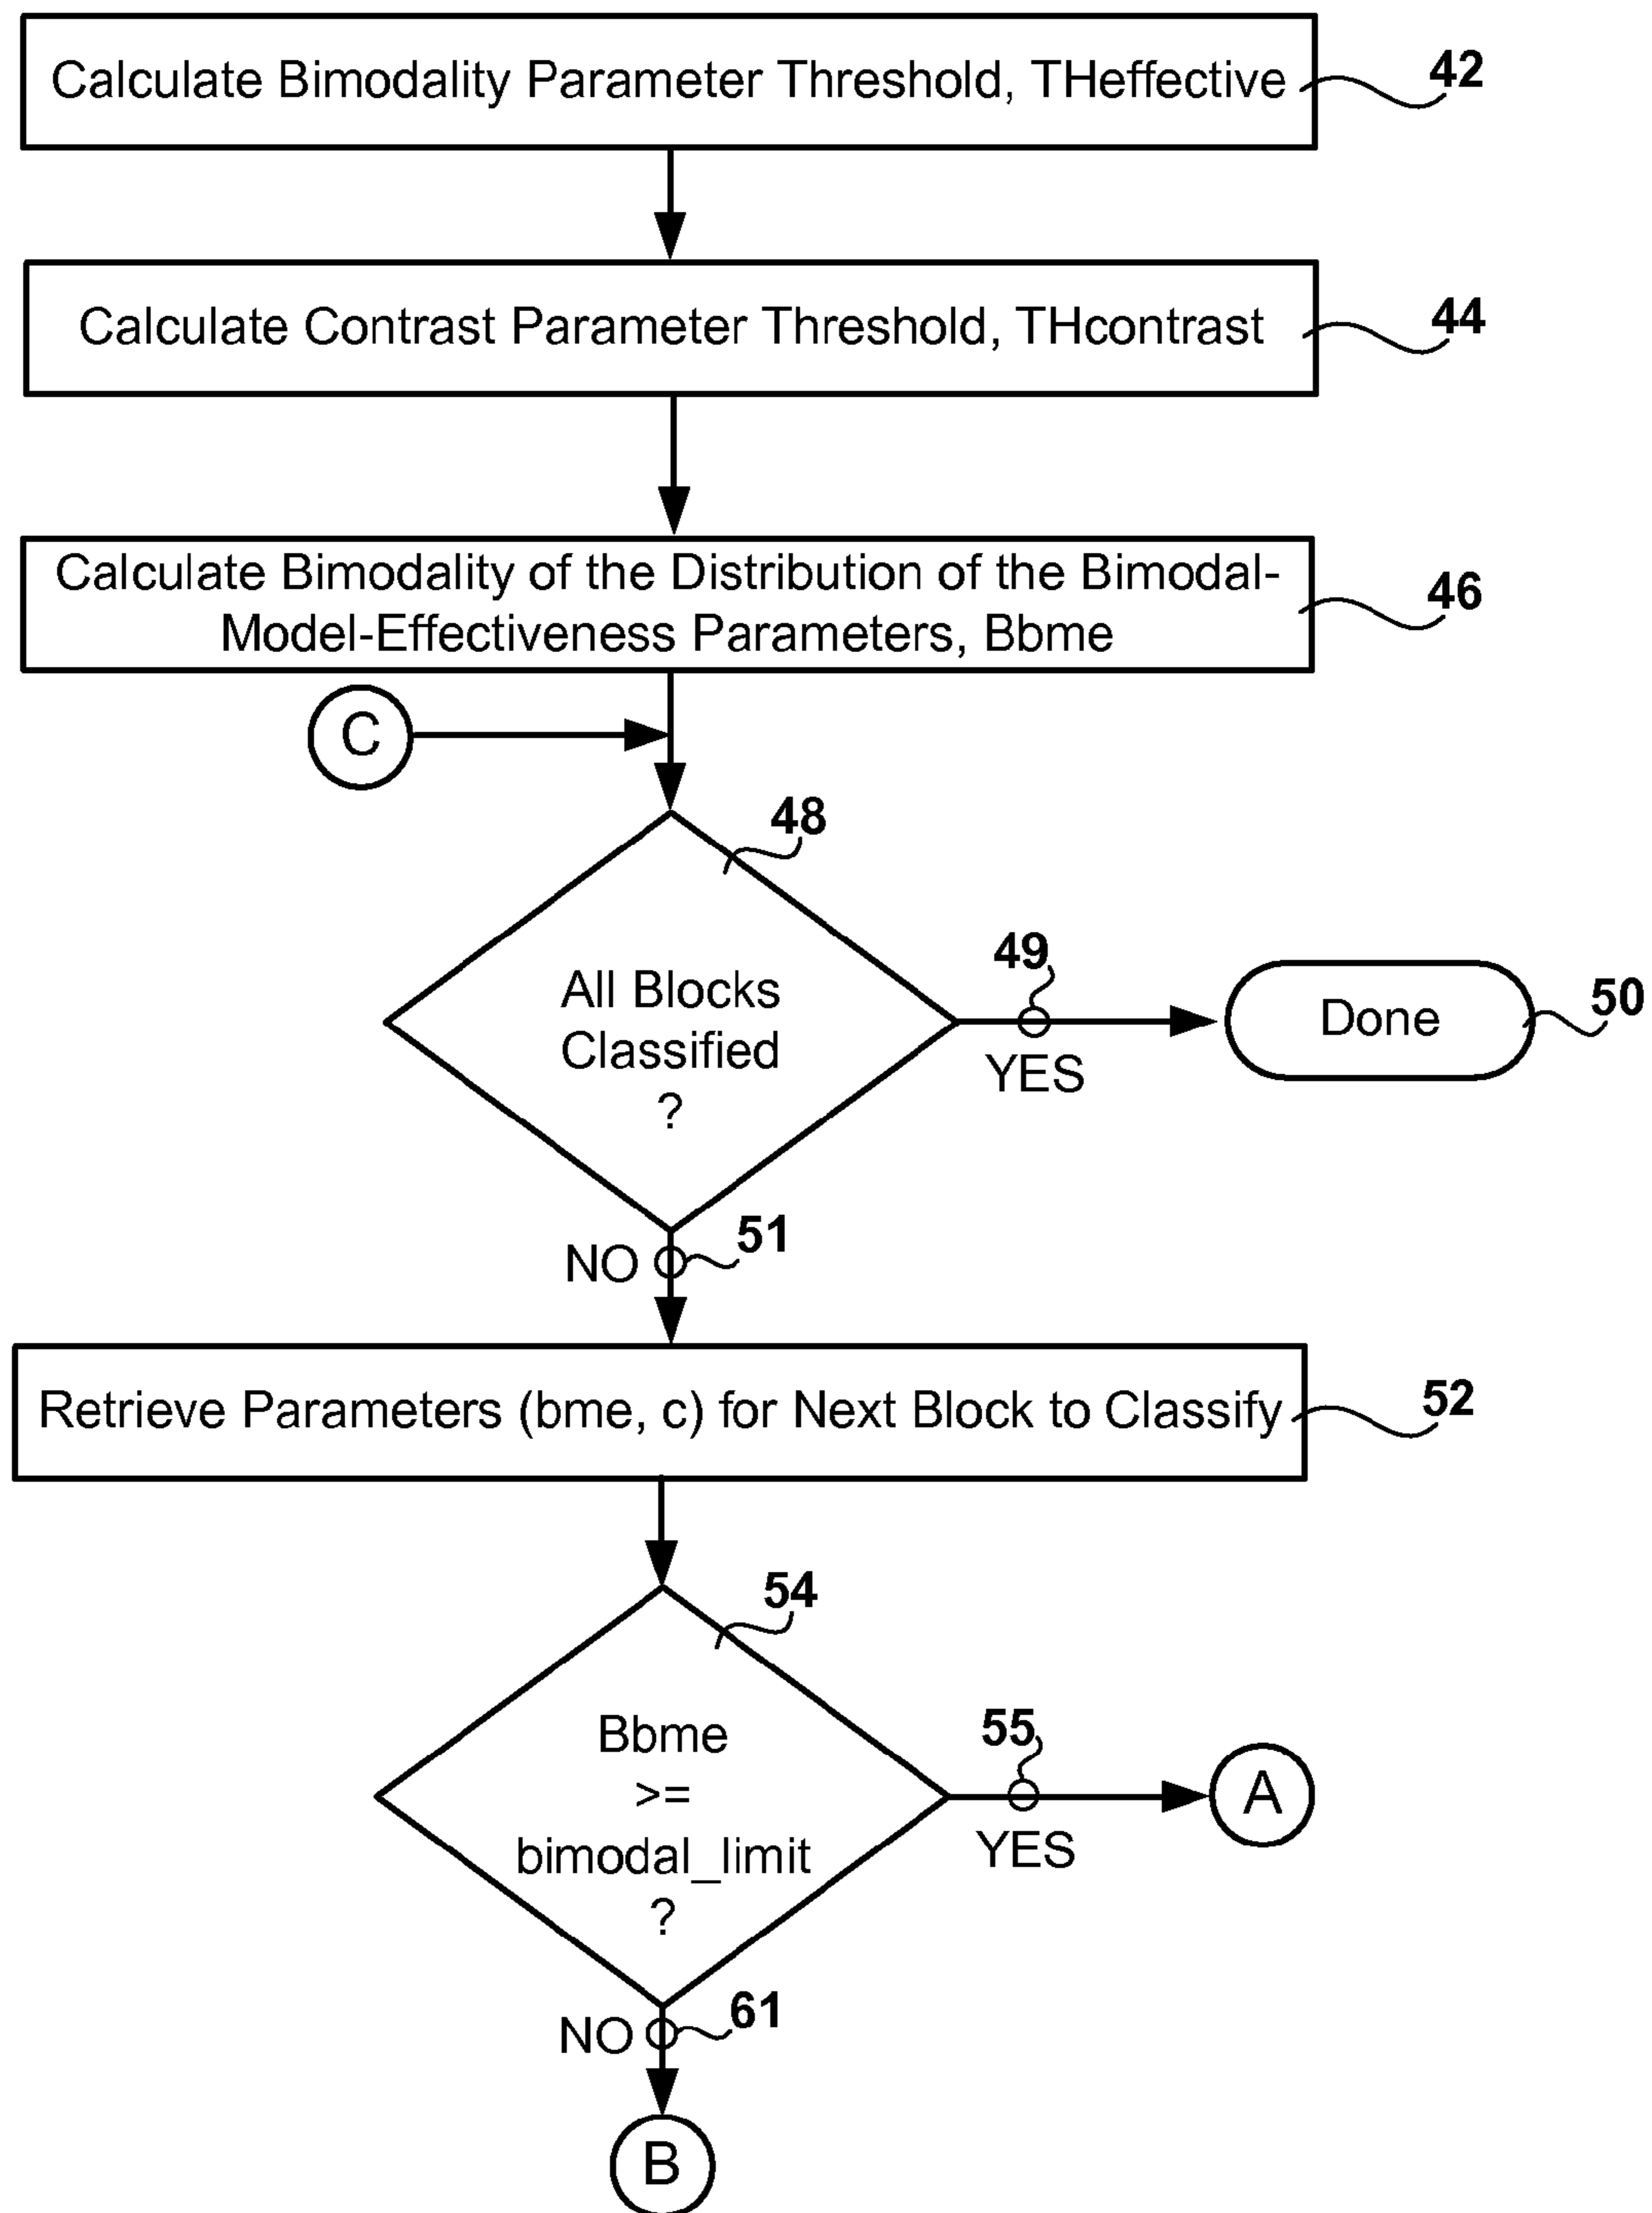 Calculate Bimodality Parameter Threshold, THeffective
42
Calculate Contrast Parameter Threshold, THcontrast
44
Calculate Bimodality of the Distribution of the Bimodal-
Model-Effectiveness Parameters, Bbme
46
C
48
All Blocks
Classified
?
49
YES
Done
50
NO
51
Retrieve Parameters (bme, c) for Next Block to Classify
52
54
Bbme
>=
bimodal_limit
?
55
YES
A
NO
61
B